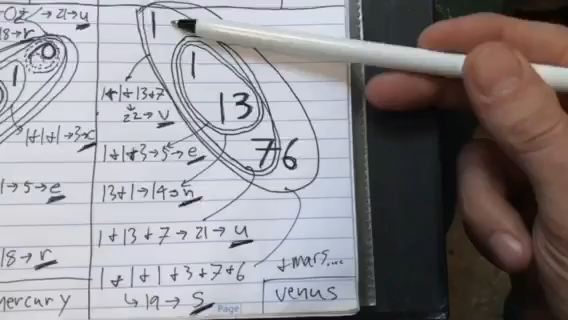 →21→u
18→r
0
1
1+1+1→3→c
1→5→e
18→r
mercury
1
1
13
76
1+1+13+7
22→v
1+1+3→5→e
13+1→14→n
1+13+7→21→u
1+1+1+3+7+6
↳19→s
Page
↓mars...
venus